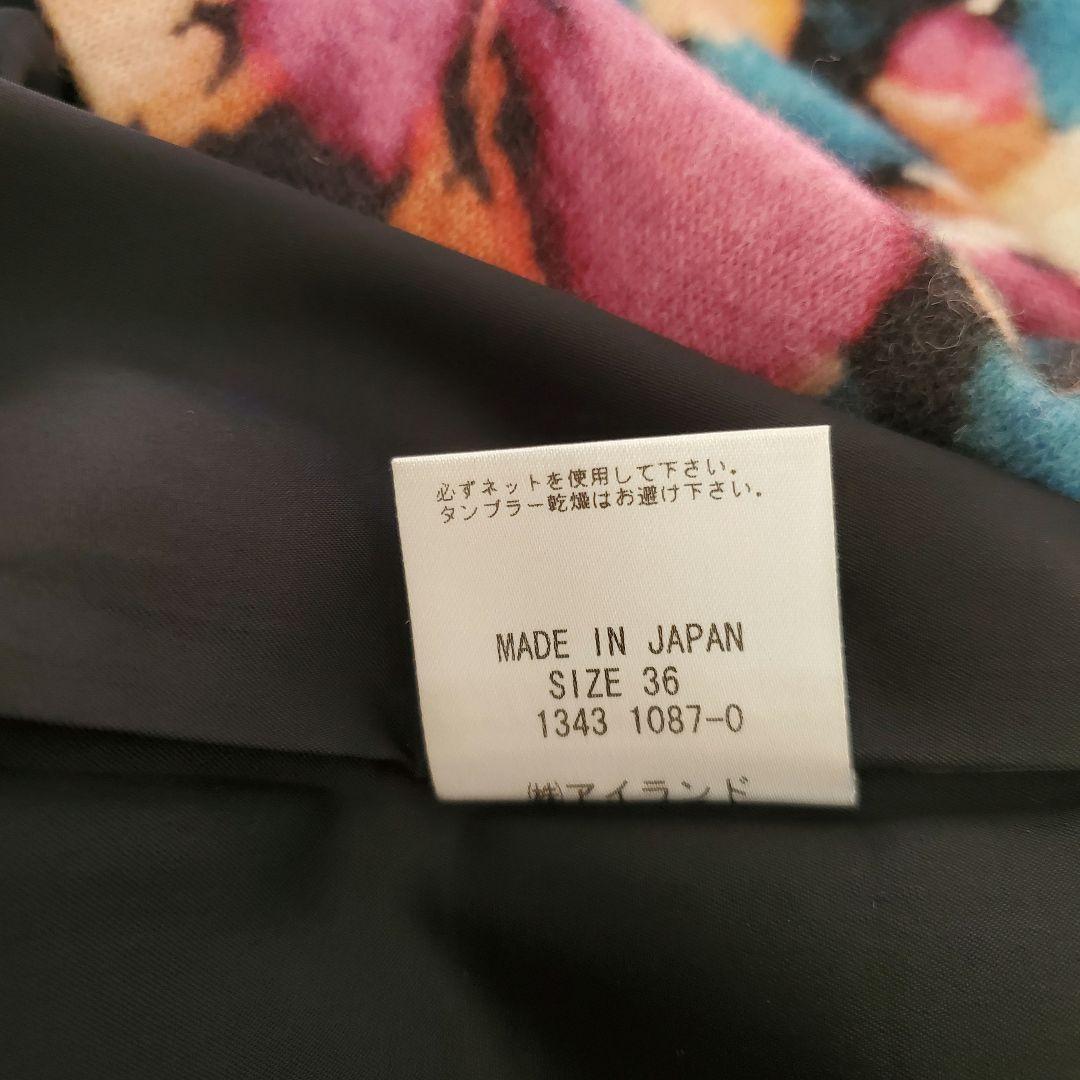 必ずネットを使用して下さい。
タンブラー乾燥はお避け下さい。
MADE IN JAPAN
SIZE 36
1343 1087-0
㈱アイランド